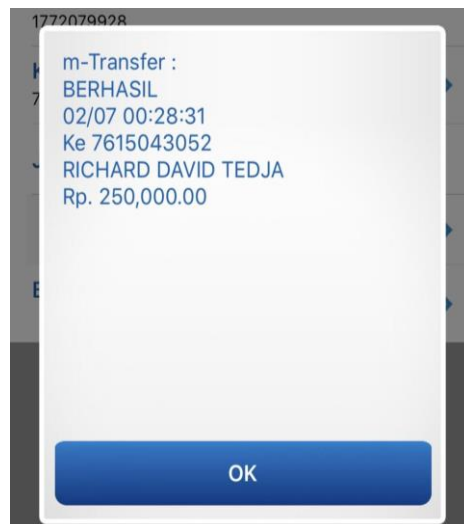 1772079928
m-Transfer :
BERHASIL
02/07 00:28:31
Ke 7615043052
RICHARD DAVID TEDJA
Rp. 250,000.00
OK